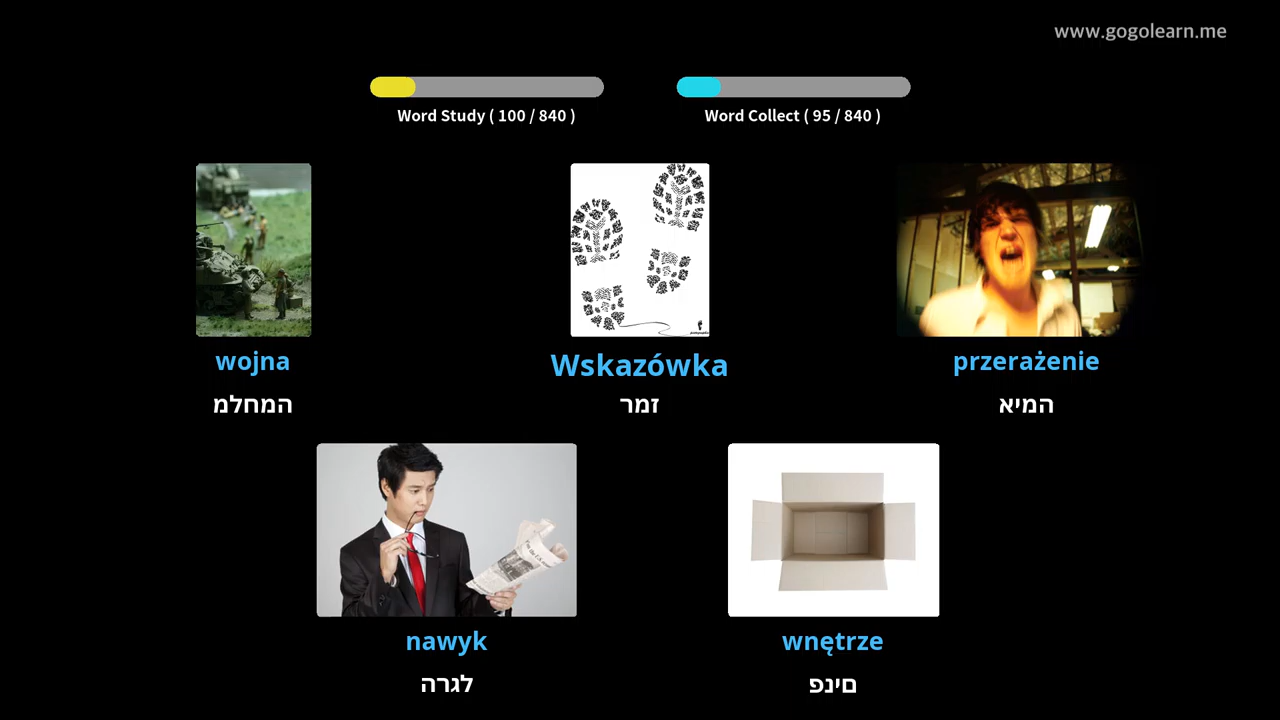 www.gogolearn.me
Word Study ( 100 / 840 )
Word Collect ( 95 / 840 )
wojna
המחלמ
Wskazówka
זמר
przerażenie
המיא
nawyk
לגרה
wnętrze
םינפ